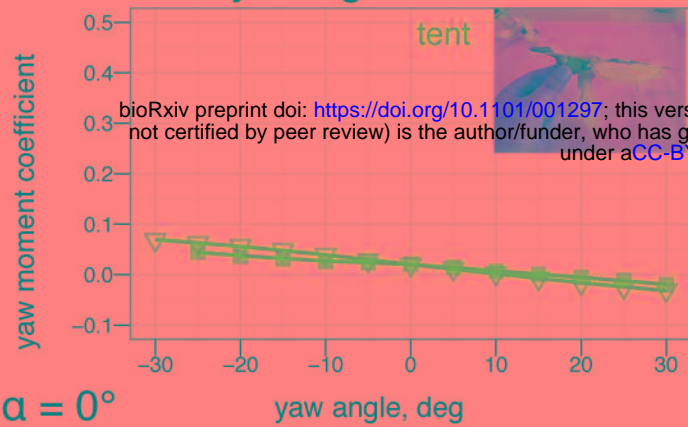 0.5
tent
0.4
bioRxiv preprint doi: https://doi.org/10.1101/001297; this vers
0.3
not certified by peer review) is the author/funder, who has g
under aCC-BY
0.2
yaw moment coefficient
0.1
0.0
−0.1
−30 −20 −10 0 10 20 30
α = 0° yaw angle, deg